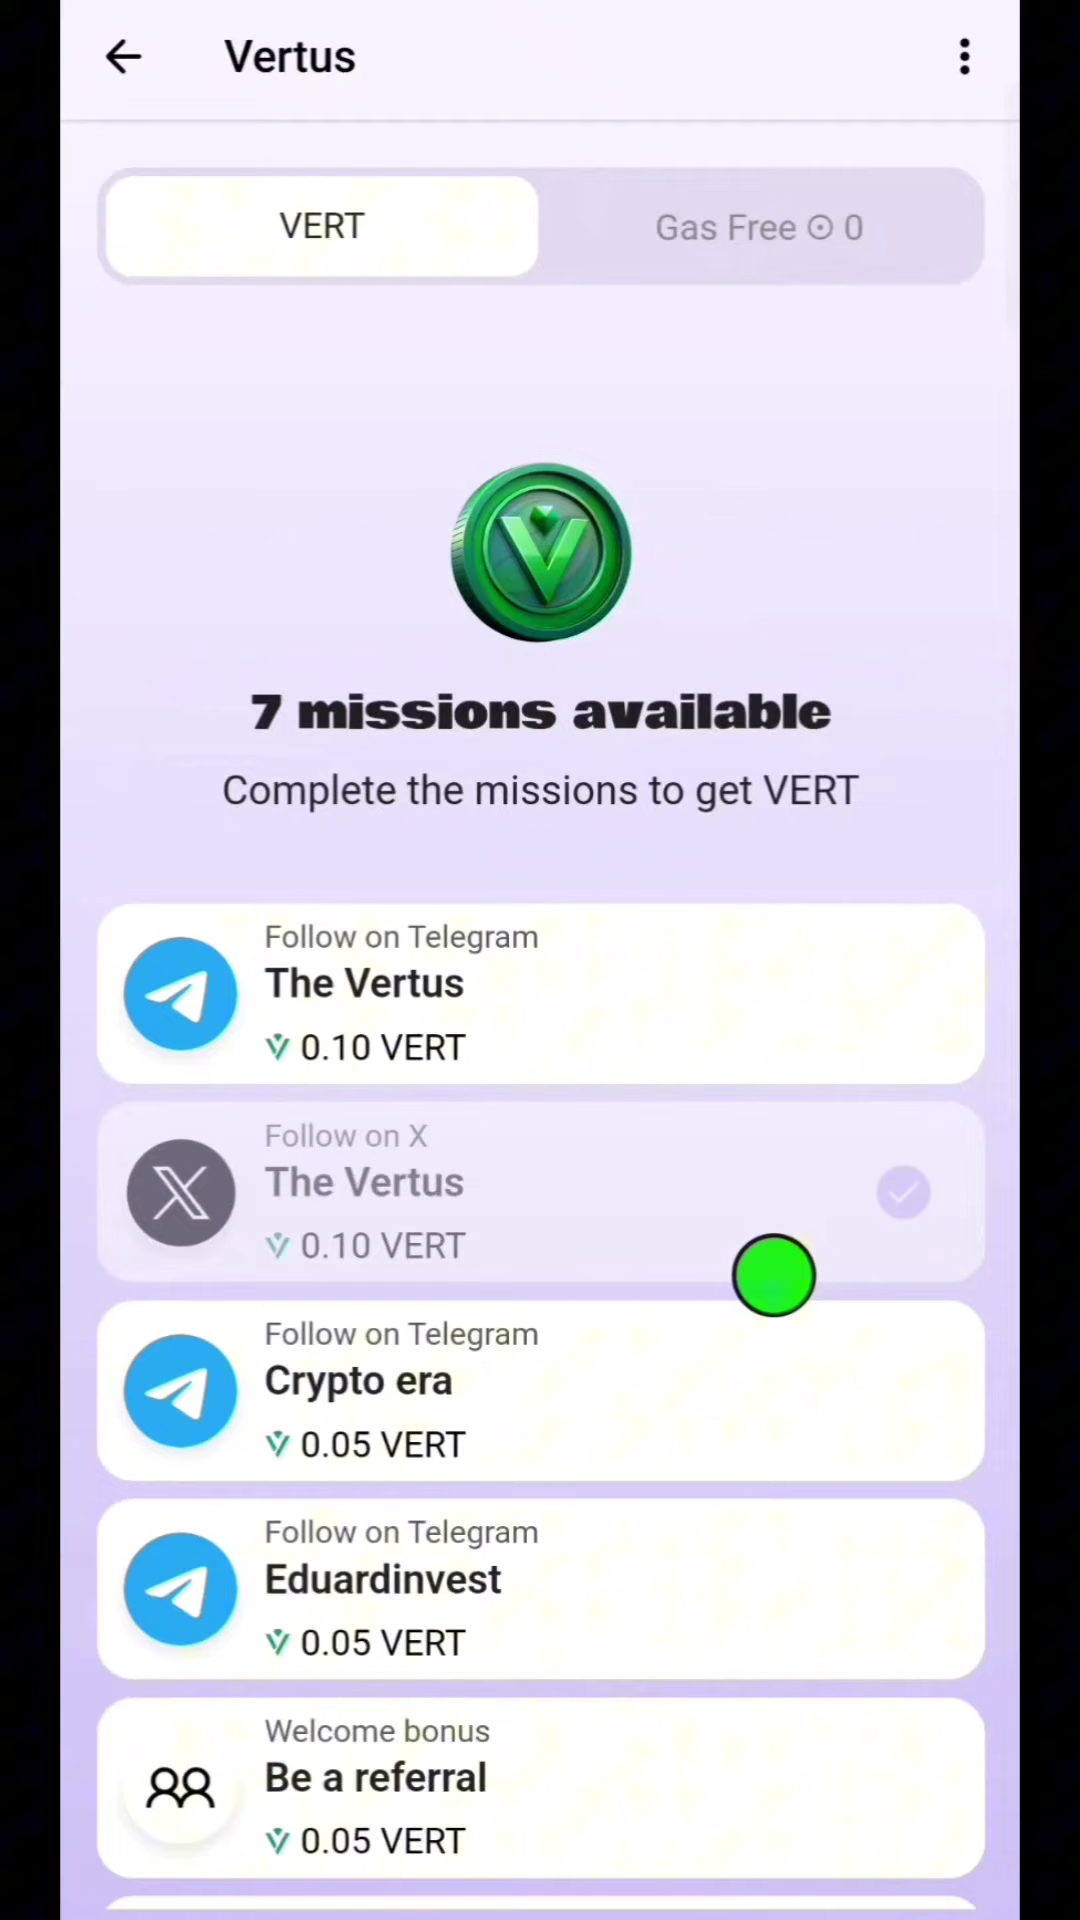 Vertus
VERT
Gas Free ⊙ 0
7 missions available
Complete the missions to get VERT
Follow on Telegram
The Vertus
0.10 VERT
Follow on X
The Vertus
0.10 VERT
Follow on Telegram
Crypto era
0.05 VERT
Follow on Telegram
Eduardinvest
0.05 VERT
Welcome bonus
Be a referral
0.05 VERT